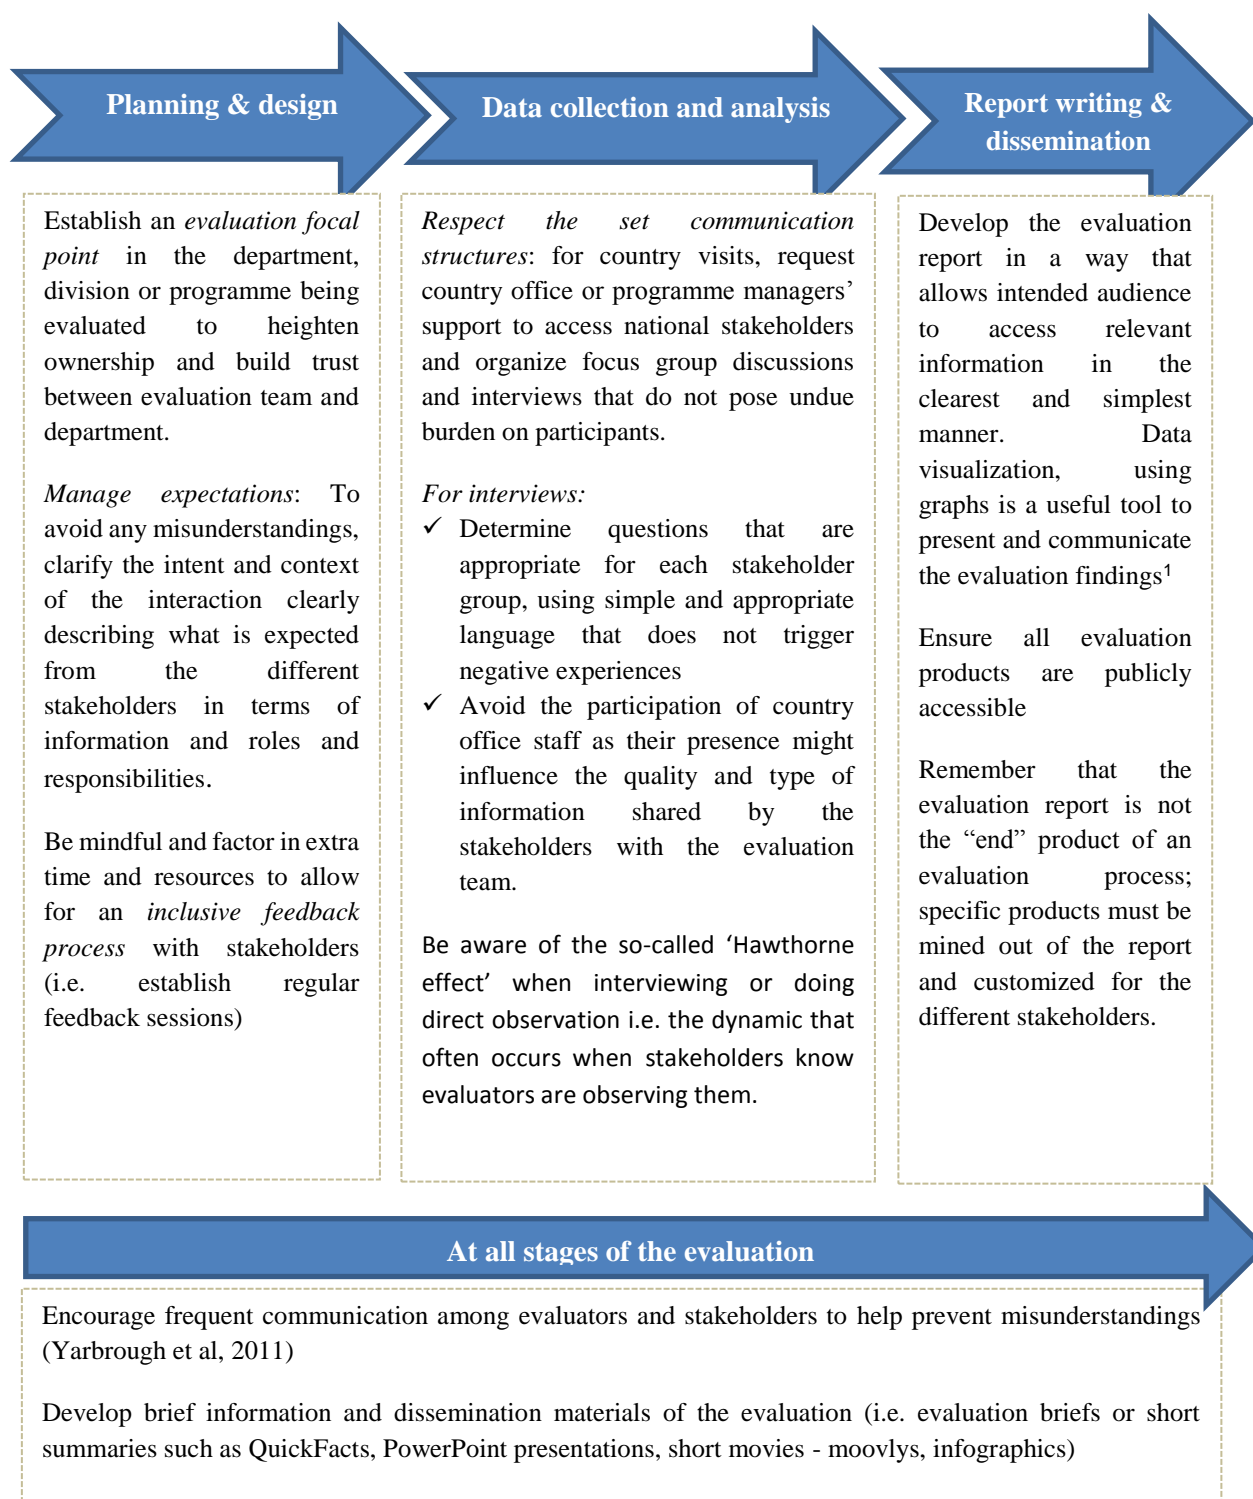 Planning & design
Data collection and analysis
Report writing &
dissemination
Establish an evaluation focal
point in the department,
division or programme being
evaluated to heighten
ownership and build trust
between evaluation team and
department.
Manage expectations: To
avoid any misunderstandings,
clarify the intent and context
of the interaction clearly
describing what is expected
from the different
stakeholders in terms of
information and roles and
responsibilities.
Be mindful and factor in extra
time and resources to allow
for an inclusive feedback
process with stakeholders
(i.e. establish regular
feedback sessions)
Respect the set communication
structures: for country visits, request
country office or programme managers’
support to access national stakeholders
and organize focus group discussions
and interviews that do not pose undue
burden on participants.
For interviews:
✓ Determine questions that are
appropriate for each stakeholder
group, using simple and appropriate
language that does not trigger
negative experiences
✓ Avoid the participation of country
office staff as their presence might
influence the quality and type of
information shared by the
stakeholders with the evaluation
team.
Be aware of the so-called ‘Hawthorne
effect’ when interviewing or doing
direct observation i.e. the dynamic that
often occurs when stakeholders know
evaluators are observing them.
Develop the evaluation
report in a way that
allows intended audience
to access relevant
information in the
clearest and simplest
manner. Data
visualization, using
graphs is a useful tool to
present and communicate
the evaluation findings¹
Ensure all evaluation
products are publicly
accessible
Remember that the
evaluation report is not
the “end” product of an
evaluation process;
specific products must be
mined out of the report
and customized for the
different stakeholders.
At all stages of the evaluation
Encourage frequent communication among evaluators and stakeholders to help prevent misunderstandings
(Yarbrough et al, 2011)
Develop brief information and dissemination materials of the evaluation (i.e. evaluation briefs or short
summaries such as QuickFacts, PowerPoint presentations, short movies - moovlys, infographics)